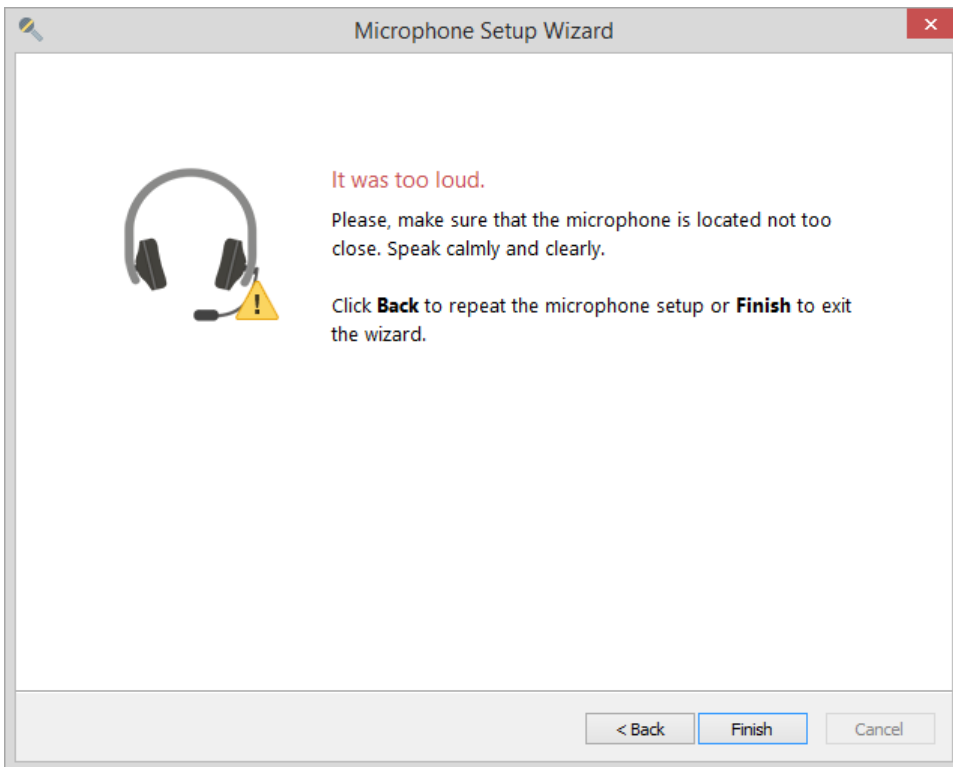 Microphone Setup Wizard
It was too loud.
Please, make sure that the microphone is located not too
close. Speak calmly and clearly.
Click Back to repeat the microphone setup or Finish to exit
the wizard.
< Back
Finish
Cancel